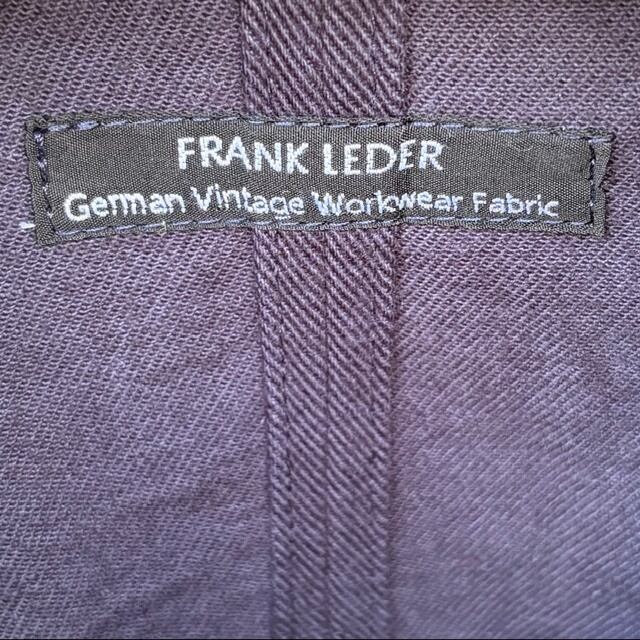 FRANK LEDER
German Vintage Workwear Fabric